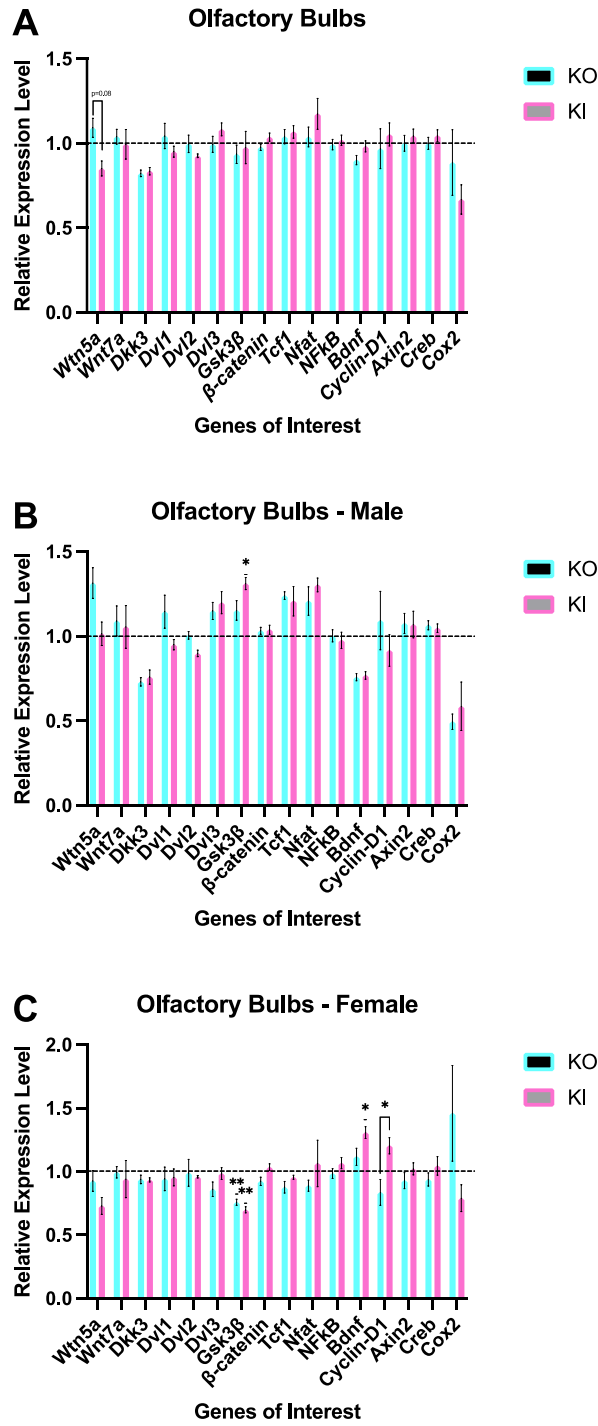 A
Olfactory Bulbs
Relative Expression Level
1.5
1.0
0.5
0.0
p=0.08
KO
KI
Wtn5a
Wnt7a
Dkk3
Dvl1
Dvl2
Dvl3
Gsk3β
β-catenin
Tcf1
Nfat
NFkB
Bdnf
Cyclin-D1
Axin2
Creb
Cox2
Genes of Interest
B
Olfactory Bulbs - Male
Relative Expression Level
1.5
1.0
0.5
0.0
*
KO
KI
Wtn5a
Wnt7a
Dkk3
Dvl1
Dvl2
Dvl3
Gsk3β
β-catenin
Tcf1
Nfat
NFkB
Bdnf
Cyclin-D1
Axin2
Creb
Cox2
Genes of Interest
C
Olfactory Bulbs - Female
Relative Expression Level
2.0
1.5
1.0
0.5
0.0
**
**
*
*
KO
KI
Wtn5a
Wnt7a
Dkk3
Dvl1
Dvl2
Dvl3
Gsk3β
β-catenin
Tcf1
Nfat
NFkB
Bdnf
Cyclin-D1
Axin2
Creb
Cox2
Genes of Interest